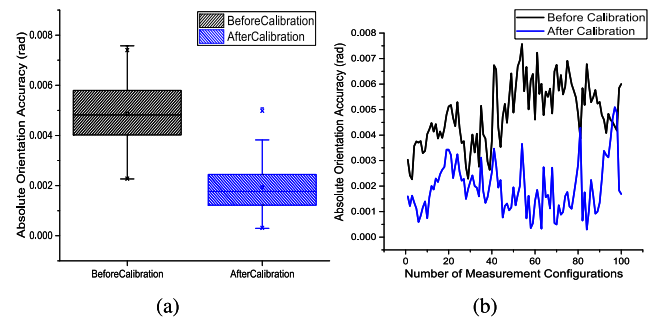 BeforeCalibration
AfterCalibration
Absolute Orientation Accuracy (rad)
0.008
0.006
0.004
0.002
0.000
BeforeCalibration
AfterCalibration
(a)
Before Calibration
After Calibration
Absolute Orientation Accuracy (rad)
0.008
0.007
0.006
0.005
0.004
0.003
0.002
0.001
0.000
0
20
40
60
80
100
Number of Measurement Configurations
(b)